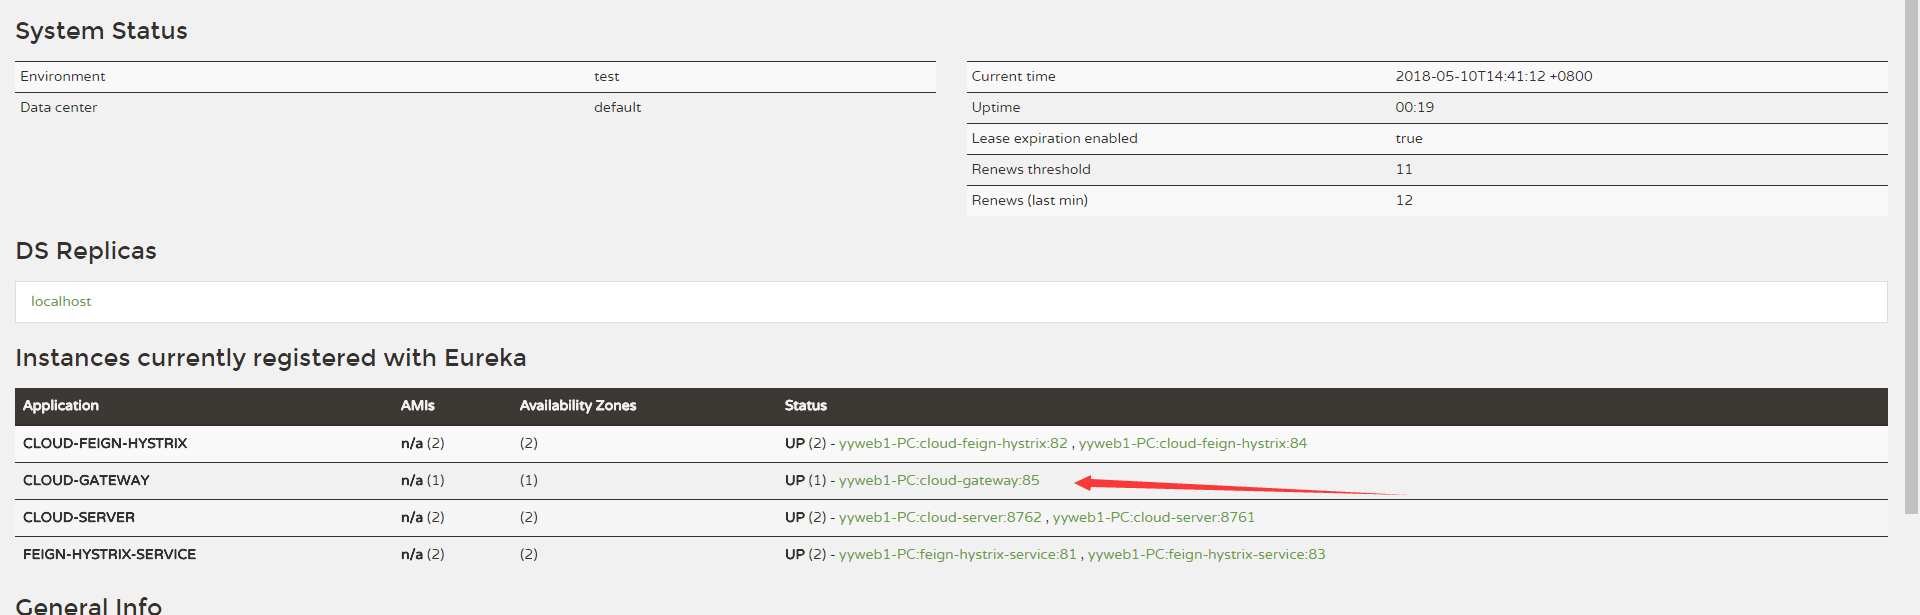 System Status
Environment test
Data center default
Current time 2018-05-10T14:41:12 +0800
Uptime 00:19
Lease expiration enabled true
Renews threshold 11
Renews (last min) 12
DS Replicas
localhost
Instances currently registered with Eureka
Application AMIs Availability Zones Status
CLOUD-FEIGN-HYSTRIX n/a (2) (2) UP (2) - yyweb1-PC:cloud-feign-hystrix:82 , yyweb1-PC:cloud-feign-hystrix:84
CLOUD-GATEWAY n/a (1) (1) UP (1) - yyweb1-PC:cloud-gateway:85
CLOUD-SERVER n/a (2) (2) UP (2) - yyweb1-PC:cloud-server:8762 , yyweb1-PC:cloud-server:8761
FEIGN-HYSTRIX-SERVICE n/a (2) (2) UP (2) - yyweb1-PC:feign-hystrix-service:81 , yyweb1-PC:feign-hystrix-service:83
General Info